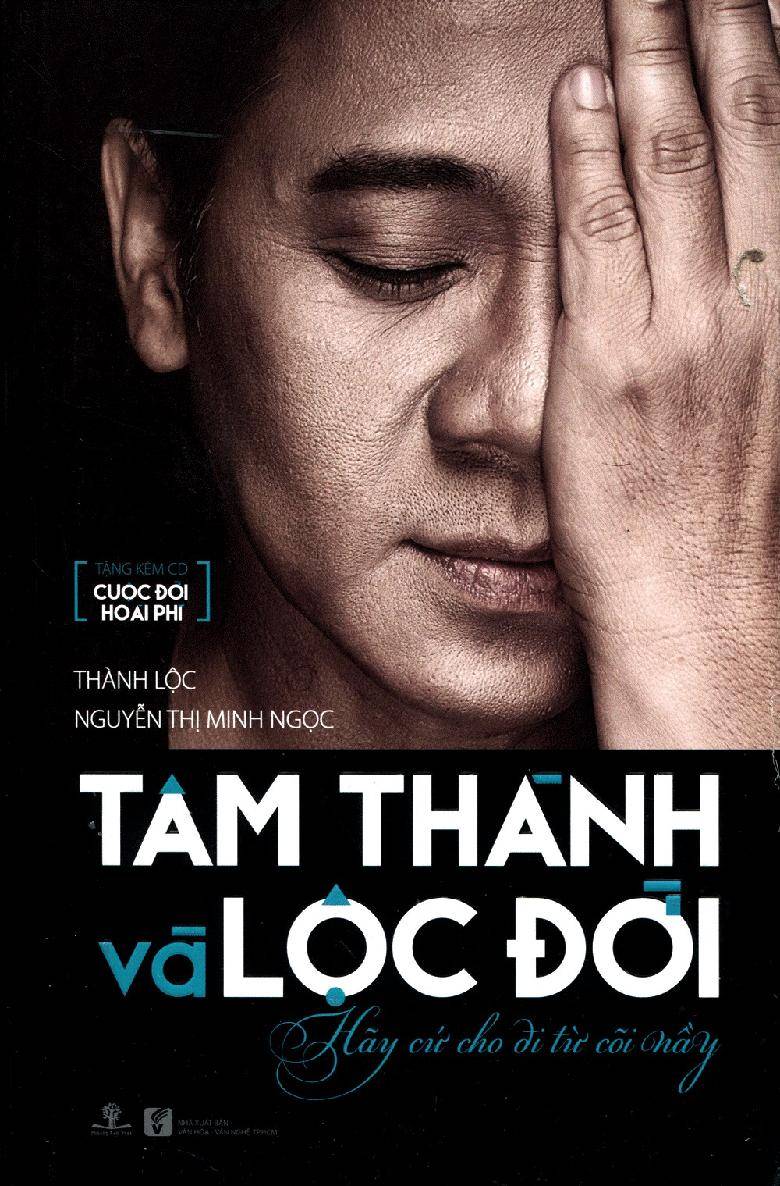 TẶNG KÈM CD
CUỘC ĐỜI
HOÀI PHÍ
THÀNH LỘC
NGUYỄN THỊ MINH NGỌC
TÂM THÀNH
và LỘC ĐỜI
Hãy cứ cho đi từ cõi nầy
NHÀ XUẤT BẢN
VĂN HÓA - VĂN NGHỆ TP.HCM